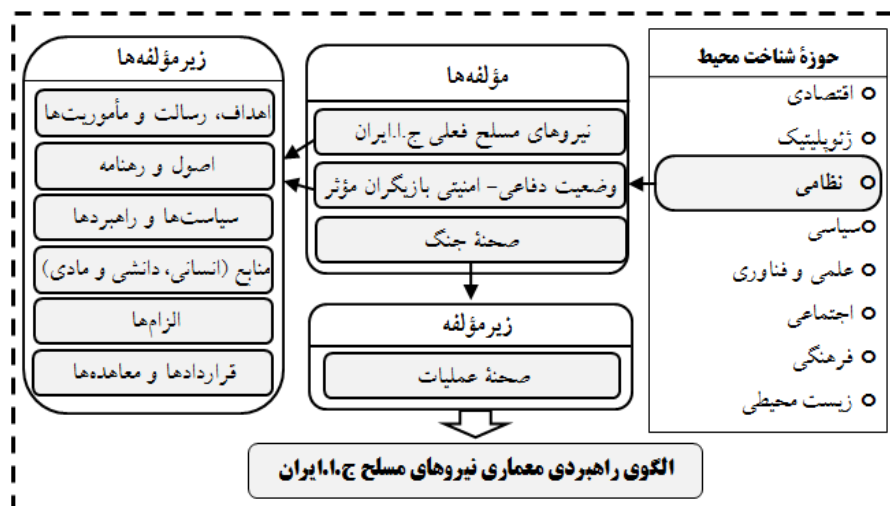 حوزهٔ شناخت محیط
اقتصادی
ژئوپلیتیک
نظامی
سیاسی
علمی و فناوری
اجتماعی
فرهنگی
زیست محیطی
مؤلفه‌ها
نیروهای مسلح فعلی ج.ا.ایران
وضعیت دفاعی- امنیتی بازیگران مؤثر
صحنهٔ جنگ
زیرمؤلفه
صحنهٔ عملیات
زیرمؤلفه‌ها
اهداف، رسالت و مأموریت‌ها
اصول و رهنامه
سیاست‌ها و راهبردها
منابع (انسانی، دانشی و مادی)
الزام‌ها
قراردادها و معاهده‌ها
الگوی راهبردی معماری نیروهای مسلح ج.ا.ایران